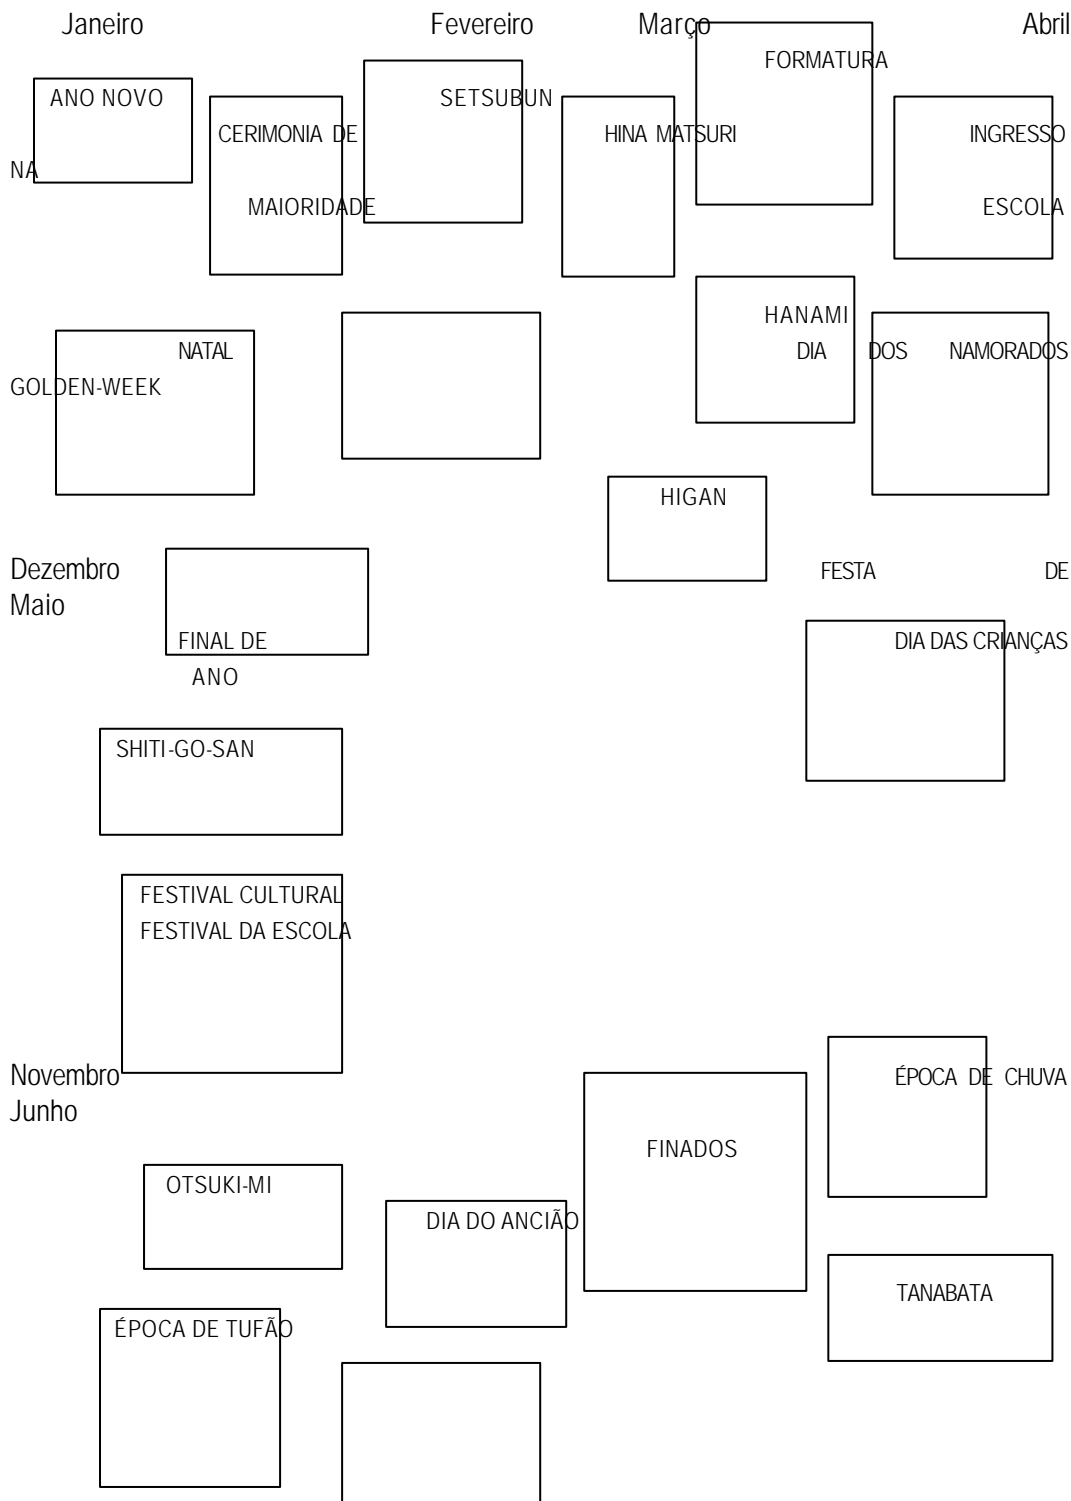 Janeiro Fevereiro Março Abril
FORMATURA
ANO NOVO SETSUBUN
CERIMONIA DE HINA MATSURI INGRESSO
NA
MAIORIDADE ESCOLA
HANAMI
NATAL DIA DOS NAMORADOS
GOLDEN-WEEK
HIGAN
Dezembro FESTA DE
Maio
FINAL DE DIA DAS CRIANÇAS
ANO
SHITI-GO-SAN
FESTIVAL CULTURAL
FESTIVAL DA ESCOLA
Novembro ÉPOCA DE CHUVA
Junho
FINADOS
OTSUKI-MI
DIA DO ANCIÃO
TANABATA
ÉPOCA DE TUFÃO